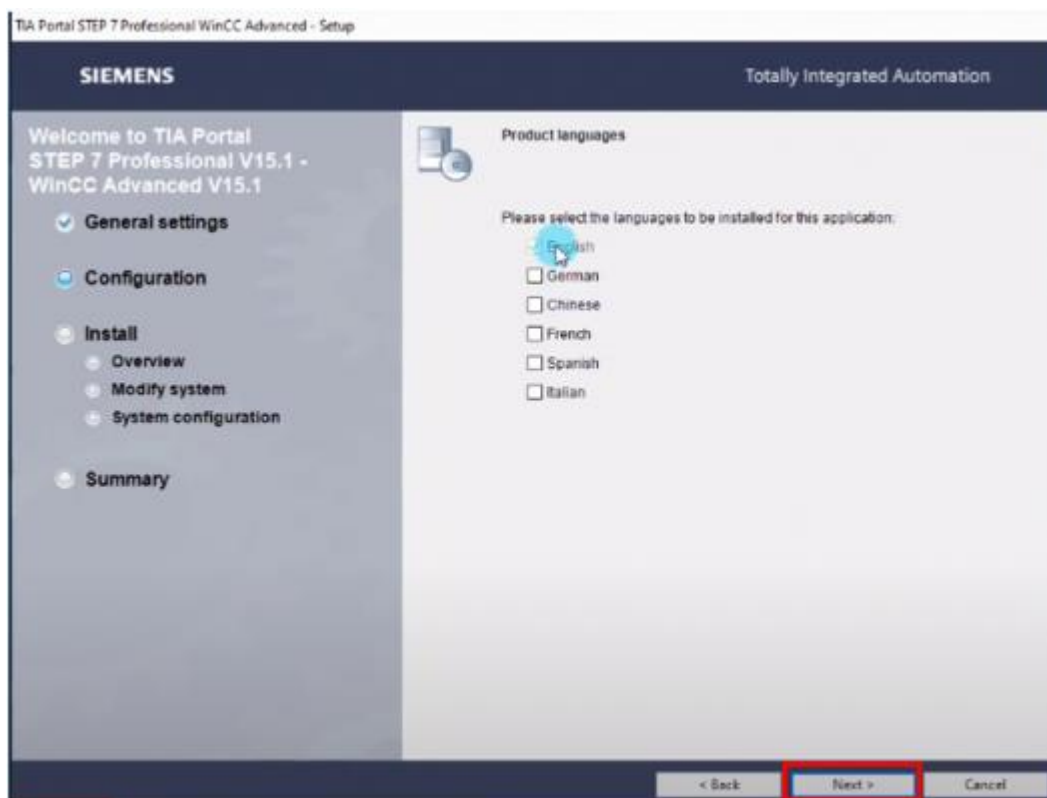 TIA Portal STEP 7 Professional WinCC Advanced - Setup
SIEMENS
Totally Integrated Automation
Welcome to TIA Portal
STEP 7 Professional V15.1 -
WinCC Advanced V15.1
General settings
Configuration
Install
Overview
Modify system
System configuration
Summary
Product languages
Please select the languages to be installed for this application:
English
German
Chinese
French
Spanish
Italian
< Back
Next >
Cancel